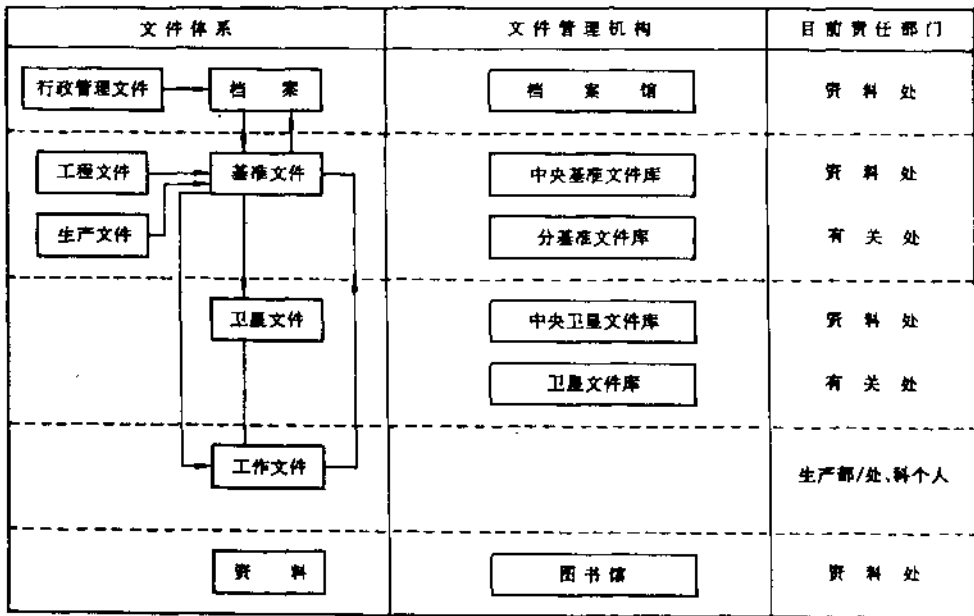 文件体系 文件管理机构 目前责任部门
行政管理文件 档案 档案馆 资料处
工程文件 基准文件 中央基准文件库 资料处
生产文件 分基准文件库 有关处
卫星文件 中央卫星文件库 资料处
卫星文件库 有关处
工作文件 生产部/处、科个人
资料 图书馆 资料处